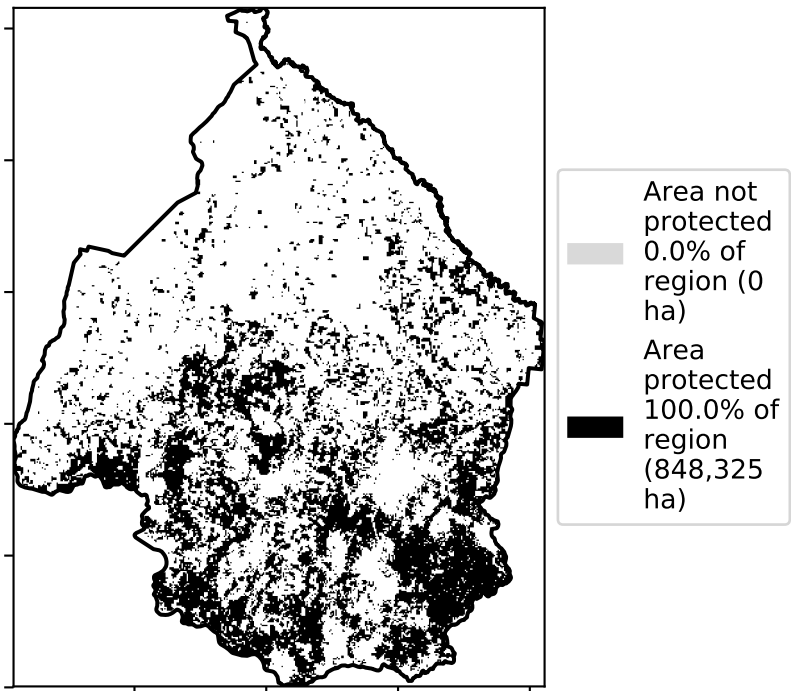 Area not
protected
0.0% of
region (0
ha)
Area
protected
100.0% of
region
(848,325
ha)